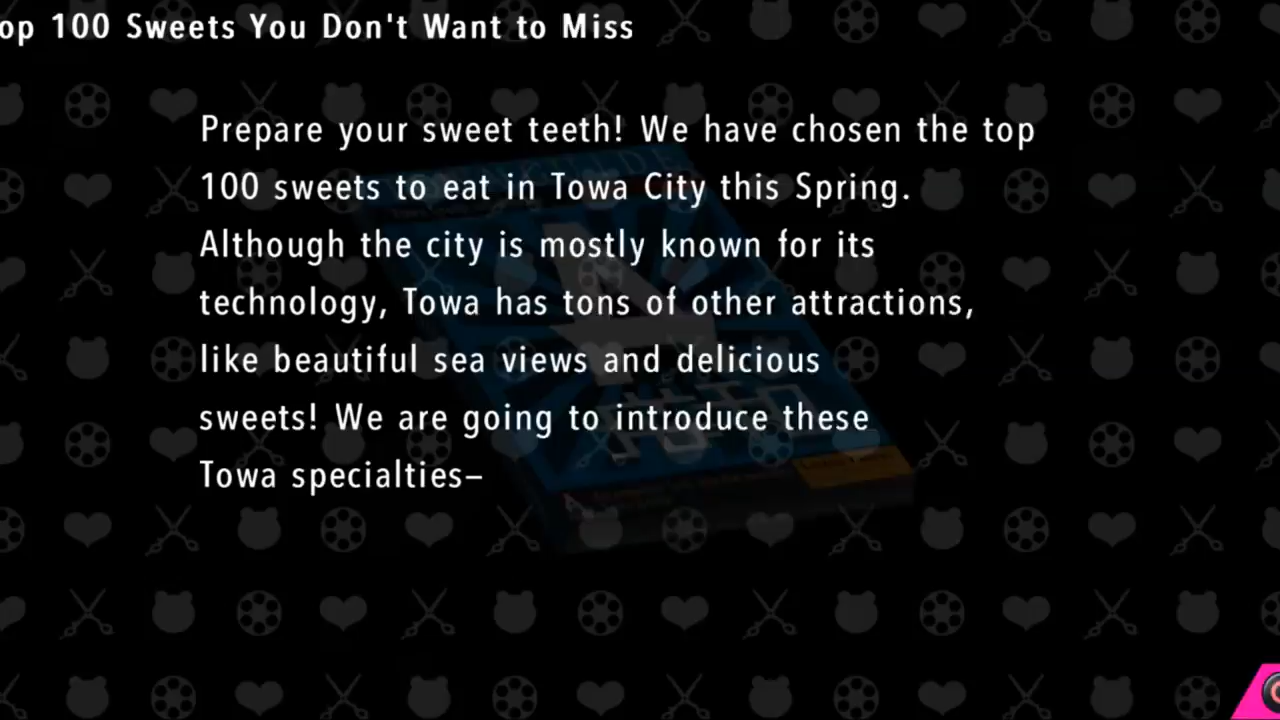 op 100 Sweets You Don't Want to Miss
Prepare your sweet teeth! We have chosen the top
100 sweets to eat in Towa City this Spring.
Although the city is mostly known for its
technology, Towa has tons of other attractions,
like beautiful sea views and delicious
sweets! We are going to introduce these
Towa specialties—